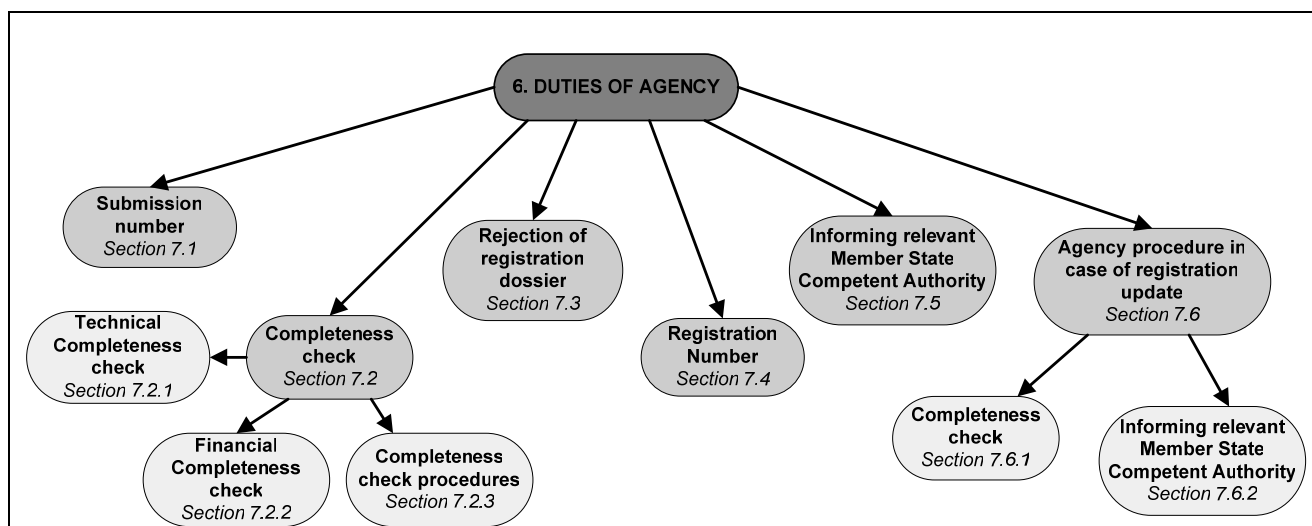 6. DUTIES OF AGENCY
Submission
number
Section 7.1
Rejection of
registration
dossier
Section 7.3
Informing relevant
Member State
Competent Authority
Section 7.5
Agency procedure in
case of registration
update
Section 7.6
Technical
Completeness
check
Section 7.2.1
Completeness
check
Section 7.2
Registration
Number
Section 7.4
Financial
Completeness
check
Section 7.2.2
Completeness
check procedures
Section 7.2.3
Completeness
check
Section 7.6.1
Informing relevant
Member State
Competent Authority
Section 7.6.2